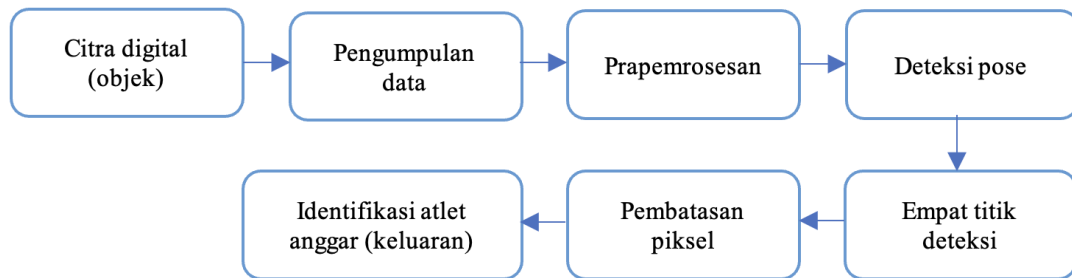 Citra digital
(objek)
Pengumpulan
data
Prapemrosesan
Deteksi pose
Empat titik
deteksi
Pembatasan
piksel
Identifikasi atlet
anggar (keluaran)